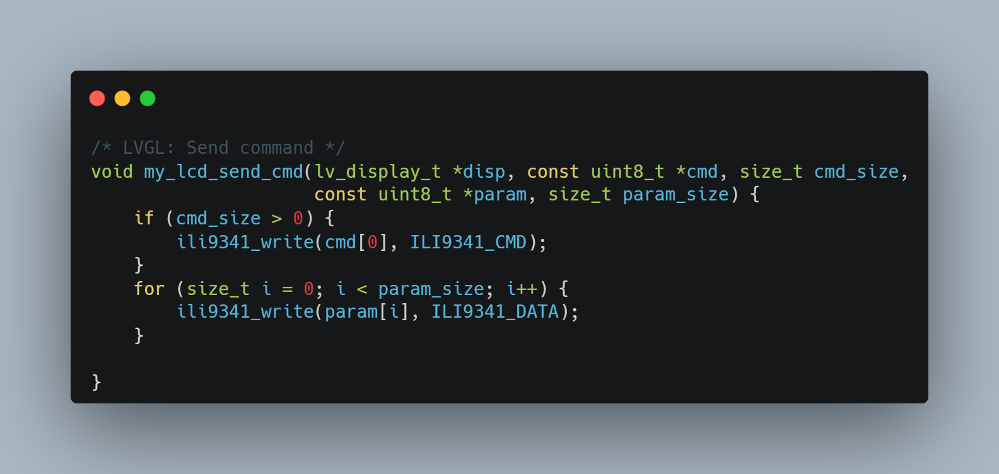 /* LVGL: Send command */
void my_lcd_send_cmd(lv_display_t *disp, const uint8_t *cmd, size_t cmd_size,
                     const uint8_t *param, size_t param_size) {
    if (cmd_size > 0) {
        ili9341_write(cmd[0], ILI9341_CMD);
    }
    for (size_t i = 0; i < param_size; i++) {
        ili9341_write(param[i], ILI9341_DATA);
    }

}